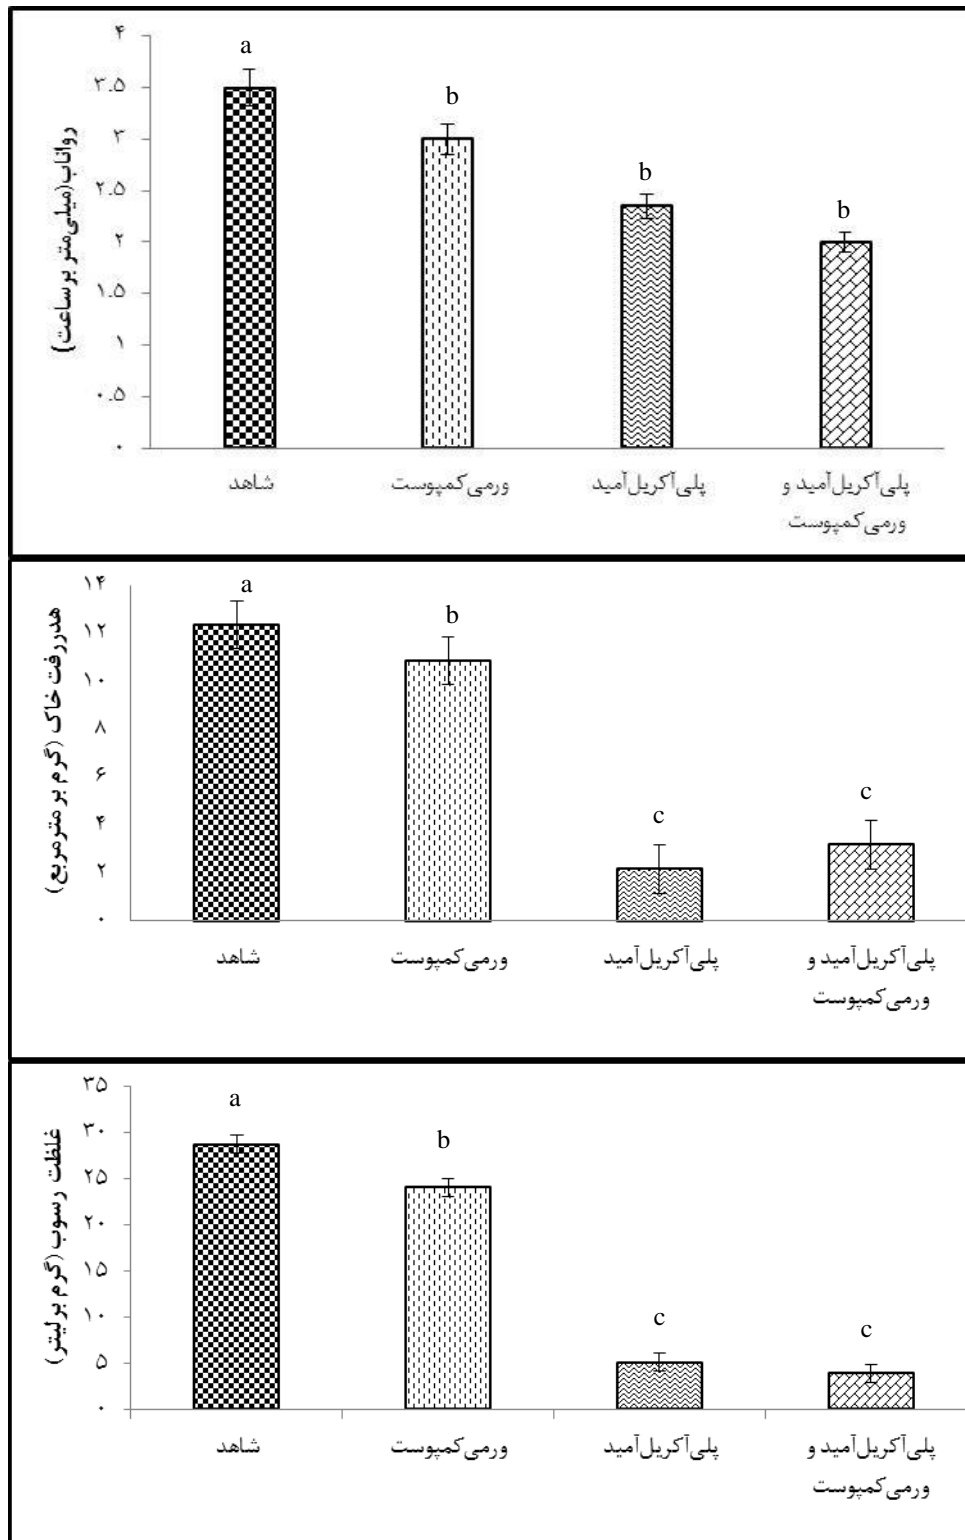 رواناب(میلی‌متر بر ساعت)
۴
۳.۵
۳
۲.۵
۲
۱.۵
۱
۰.۵
۰
a
b
b
b
شاهد
ورمی‌کمپوست
پلی‌آکریل‌آمید
پلی‌آکریل‌آمید و
ورمی‌کمپوست
هدررفت خاک (گرم بر مترمربع)
۱۴
۱۲
۱۰
۸
۶
۴
۲
۰
a
b
c
c
شاهد
ورمی‌کمپوست
پلی‌آکریل‌آمید
پلی‌آکریل‌آمید و
ورمی‌کمپوست
غلظت رسوب (گرم بر لیتر)
۳۵
۳۰
۲۵
۲۰
۱۵
۱۰
۵
۰
a
b
c
c
شاهد
ورمی‌کمپوست
پلی‌آکریل‌آمید
پلی‌آکریل‌آمید و
ورمی‌کمپوست